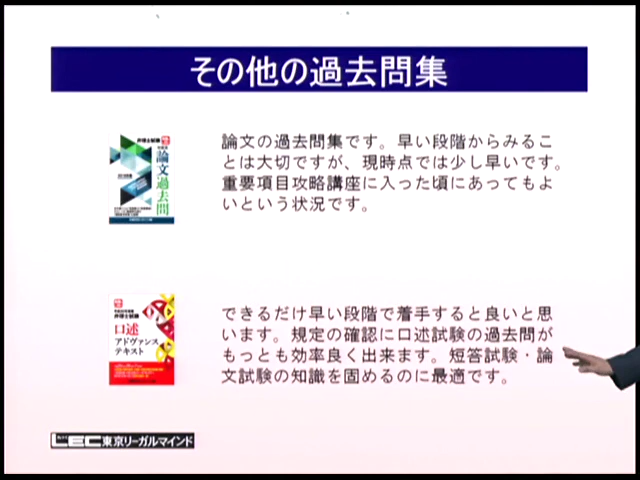 その他の過去問集
弁理士試験
論文過去問
論文の過去問集です。早い段階からみるこ
とは大切ですが、現時点では少し早いです。
重要項目攻略講座に入った頃にあってもよ
いという状況です。
弁理士試験
口述
アドヴァンス
テキスト
できるだけ早い段階で着手すると良いと思
います。規定の確認に口述試験の過去問が
もっとも効率良く出来ます。短答試験・論
文試験の知識を固めるのに最適です。
LEC東京リーガルマインド